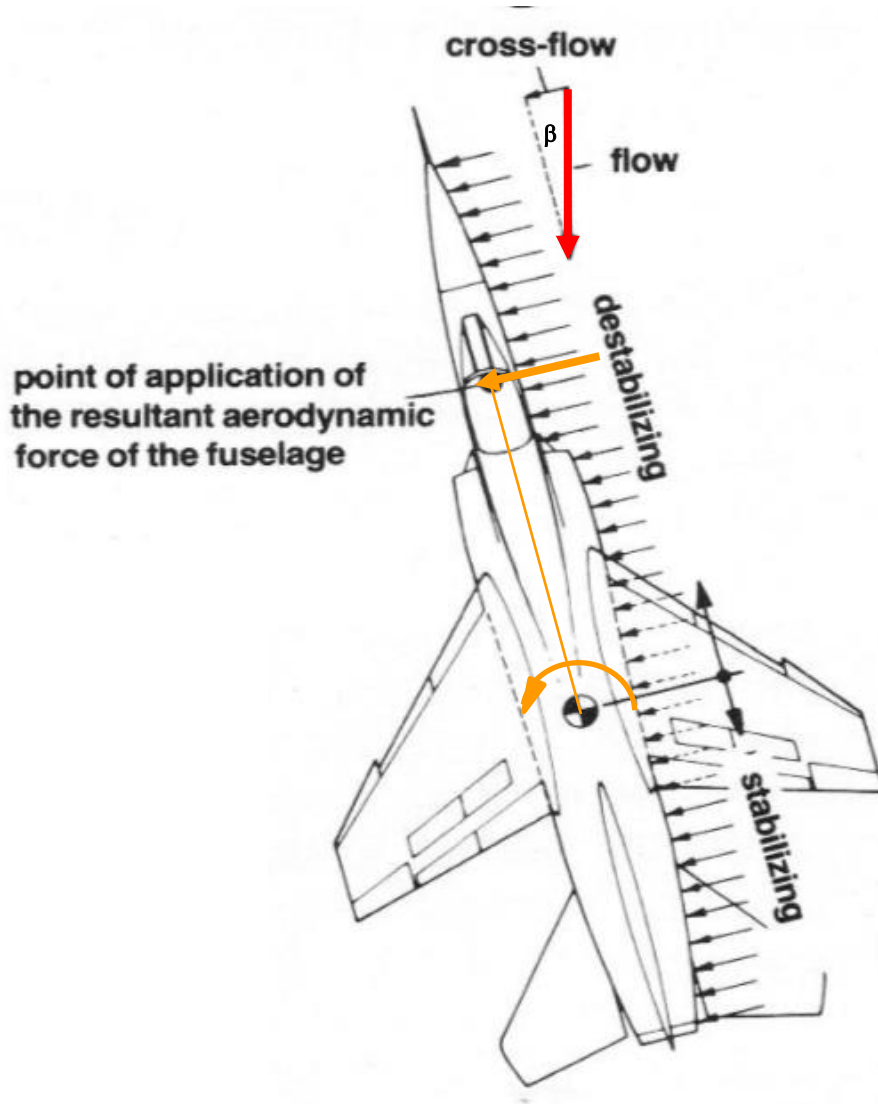 cross-flow
β
flow
destabilizing
point of application of
the resultant aerodynamic
force of the fuselage
stabilizing